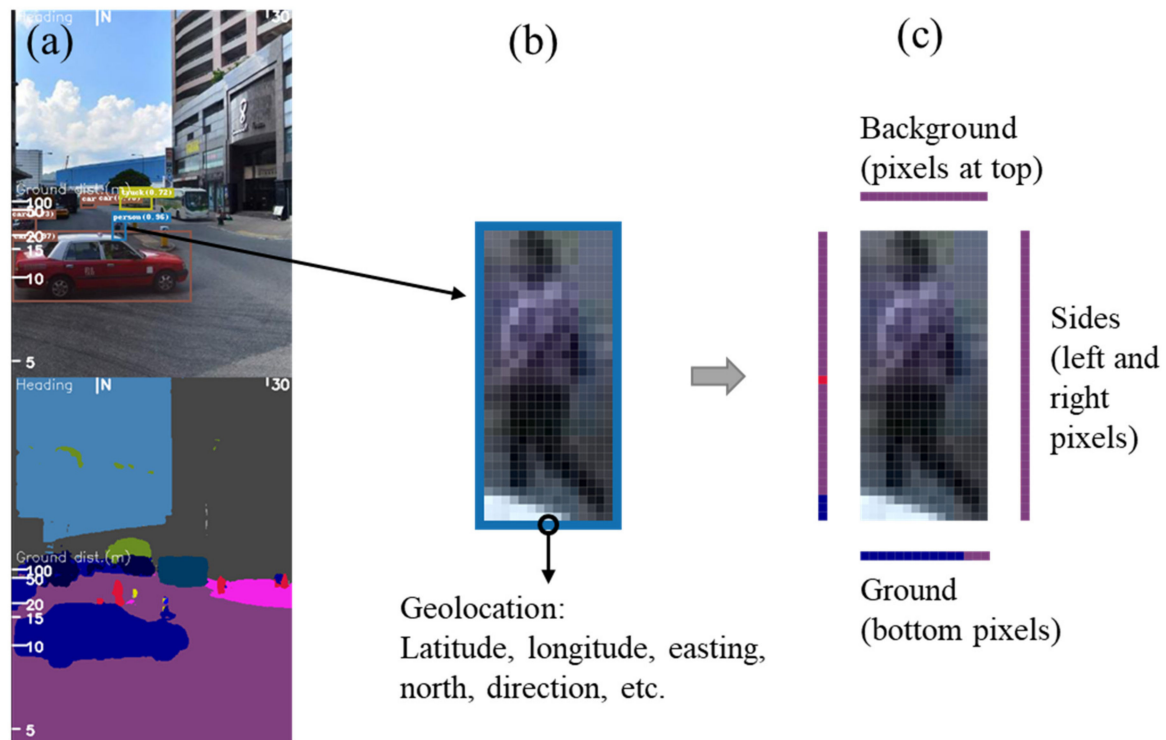 (a)
(b)
(c)
Heading
N
30
8
Ground dist.(m)
100
50
20
15
10
5
truck(0.72)
car
person(0.96)
Heading
N
30
Ground dist.(m)
100
50
20
15
10
5
Geolocation:
Latitude, longitude, easting,
north, direction, etc.
Background
(pixels at top)
Sides
(left and
right
pixels)
Ground
(bottom pixels)